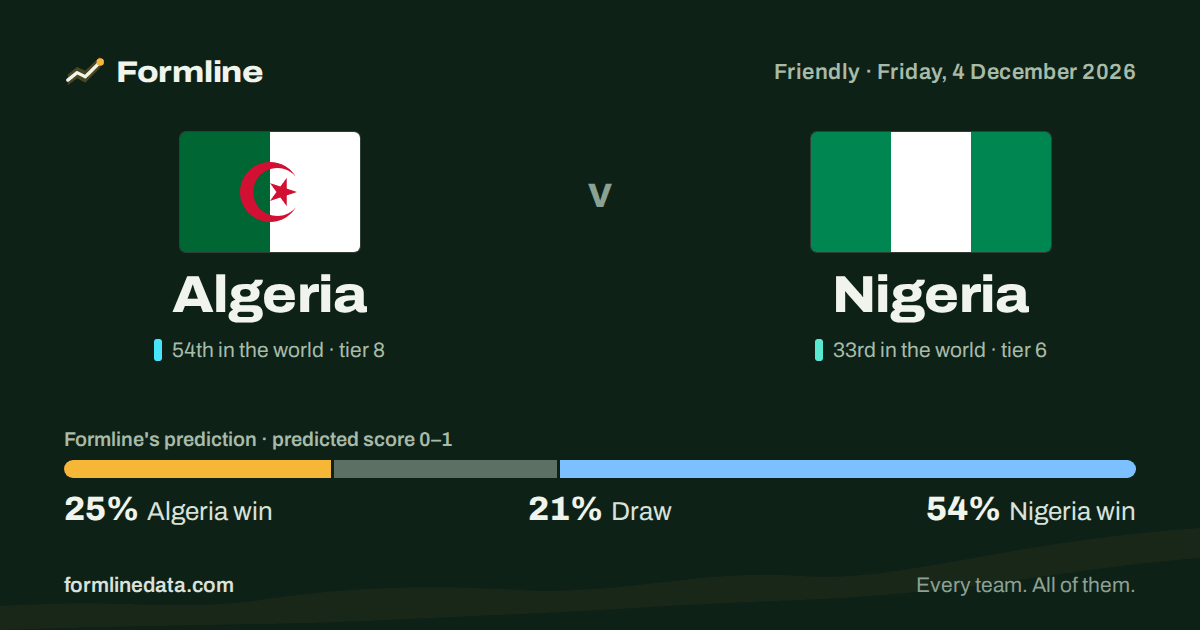 Formline
Friendly · Friday, 4 December 2026
V
Algeria
Nigeria
54th in the world · tier 8
33rd in the world · tier 6
Formline's prediction · predicted score 0–1
25% Algeria win
21% Draw
54% Nigeria win
formlinedata.com
Every team. All of them.